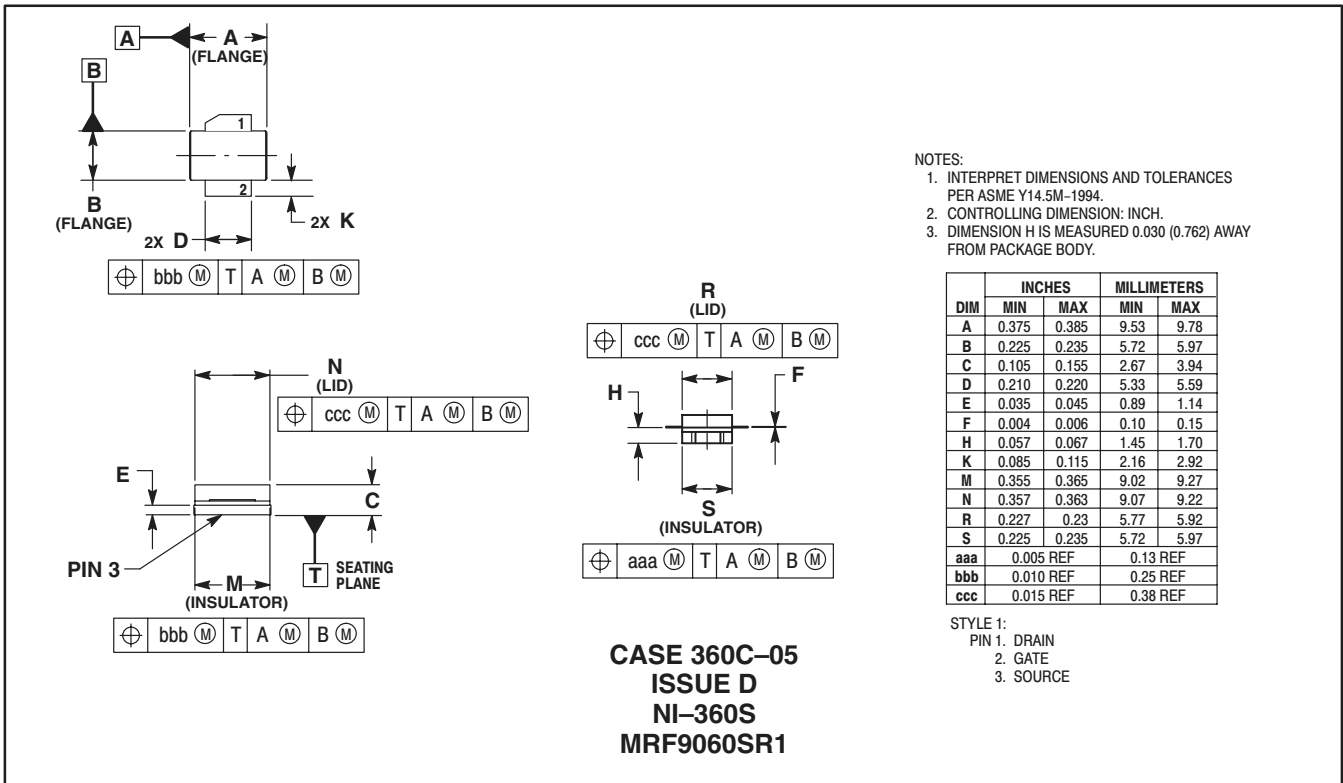 A
A
(FLANGE)
B
1
2
B
(FLANGE)
2X K
2X D
⌖ bbb Ⓜ T A Ⓜ B Ⓜ
N
(LID)
⌖ ccc Ⓜ T A Ⓜ B Ⓜ
E
C
PIN 3
M
(INSULATOR)
T SEATING
PLANE
⌖ bbb Ⓜ T A Ⓜ B Ⓜ
R
(LID)
⌖ ccc Ⓜ T A Ⓜ B Ⓜ
H
F
S
(INSULATOR)
⌖ aaa Ⓜ T A Ⓜ B Ⓜ
CASE 360C–05
ISSUE D
NI–360S
MRF9060SR1
NOTES:
1. INTERPRET DIMENSIONS AND TOLERANCES
PER ASME Y14.5M–1994.
2. CONTROLLING DIMENSION: INCH.
3. DIMENSION H IS MEASURED 0.030 (0.762) AWAY
FROM PACKAGE BODY.
INCHES MILLIMETERS
DIM MIN MAX MIN MAX
A 0.375 0.385 9.53 9.78
B 0.225 0.235 5.72 5.97
C 0.105 0.155 2.67 3.94
D 0.210 0.220 5.33 5.59
E 0.035 0.045 0.89 1.14
F 0.004 0.006 0.10 0.15
H 0.057 0.067 1.45 1.70
K 0.085 0.115 2.16 2.92
M 0.355 0.365 9.02 9.27
N 0.357 0.363 9.07 9.22
R 0.227 0.23 5.77 5.92
S 0.225 0.235 5.72 5.97
aaa 0.005 REF 0.13 REF
bbb 0.010 REF 0.25 REF
ccc 0.015 REF 0.38 REF
STYLE 1:
PIN 1. DRAIN
2. GATE
3. SOURCE